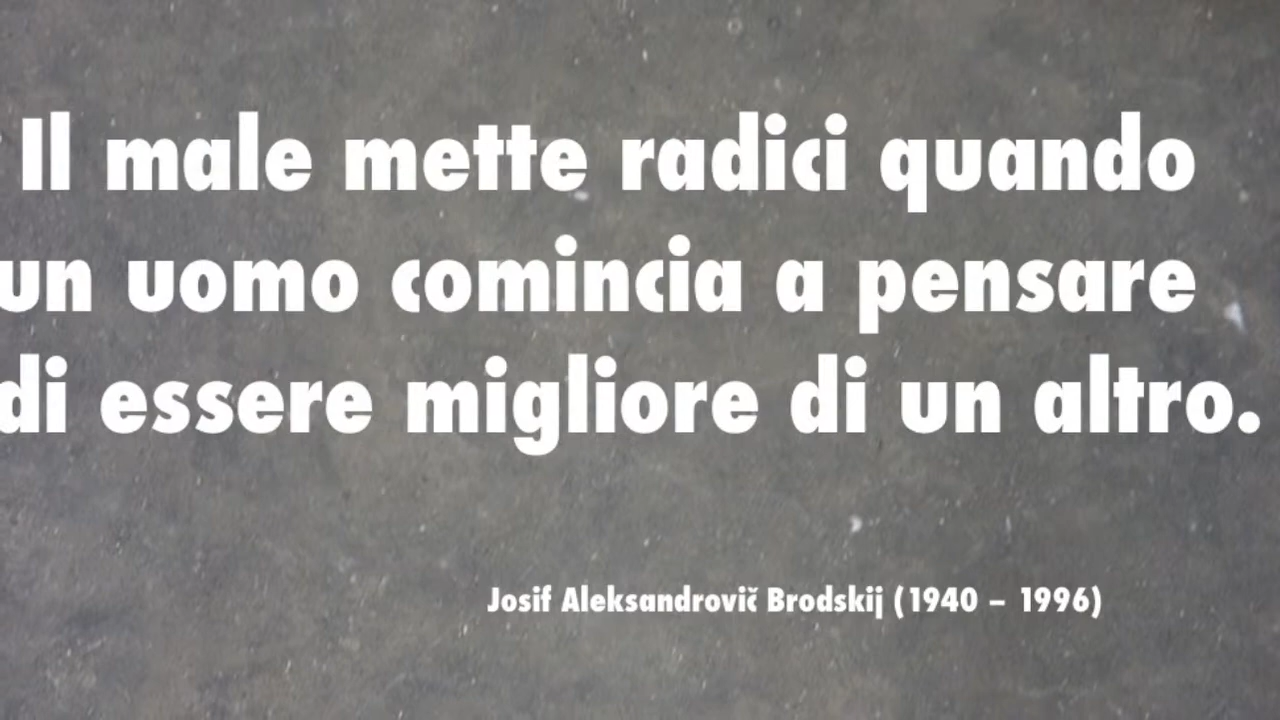 Il male mette radici quando
un uomo comincia a pensare
di essere migliore di un altro.
Josif Aleksandrovič Brodskij (1940 – 1996)